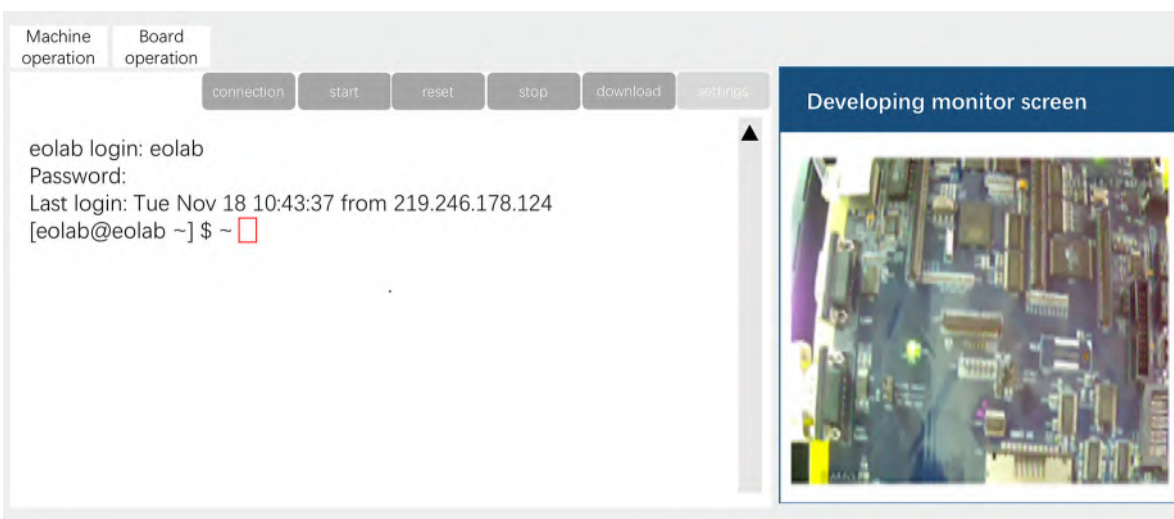 Machine operation
Board operation
connection
start
reset
stop
download
settings
Developing monitor screen
eolab login: eolab
Password:
Last login: Tue Nov 18 10:43:37 from 219.246.178.124
[eolab@eolab ~] $ ~